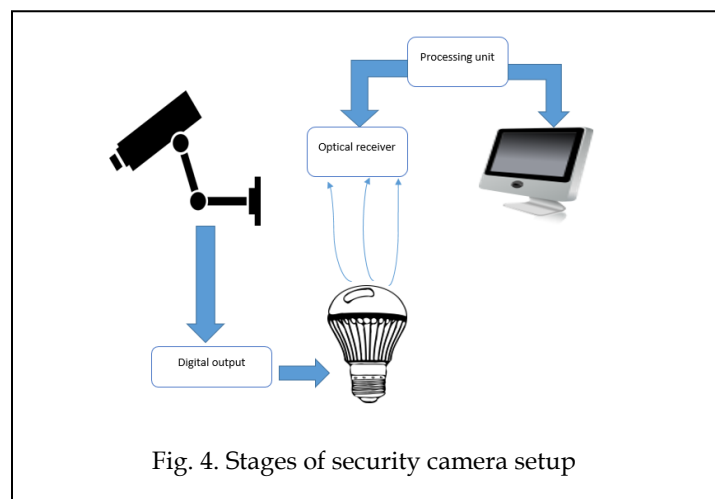 Processing unit
Optical receiver
Digital output
Fig. 4. Stages of security camera setup